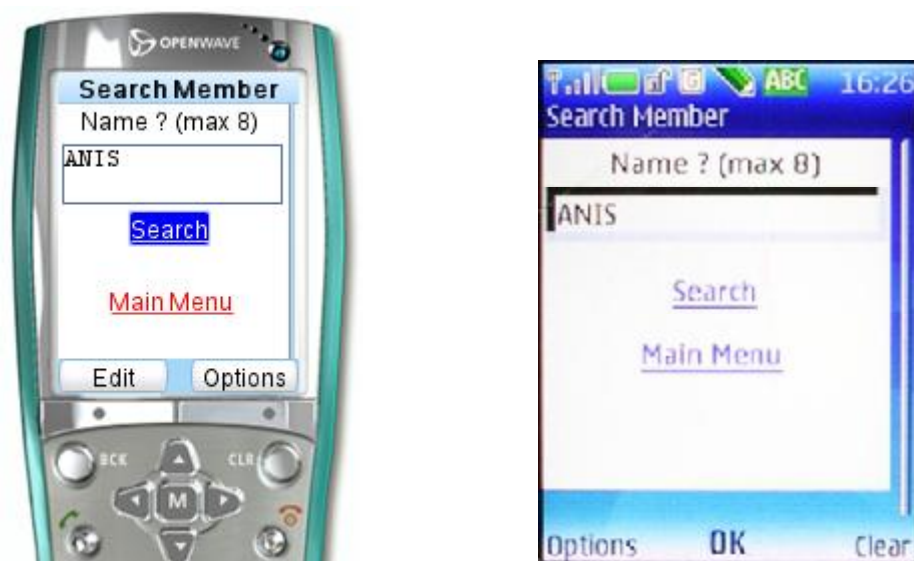 OPENWAVE
Search Member
Name ? (max 8)
ANIS
Search
Main Menu
Edit Options
BCK CLR
M
G ABC 16:26
Search Member
Name ? (max 8)
ANIS
Search
Main Menu
Options OK Clear